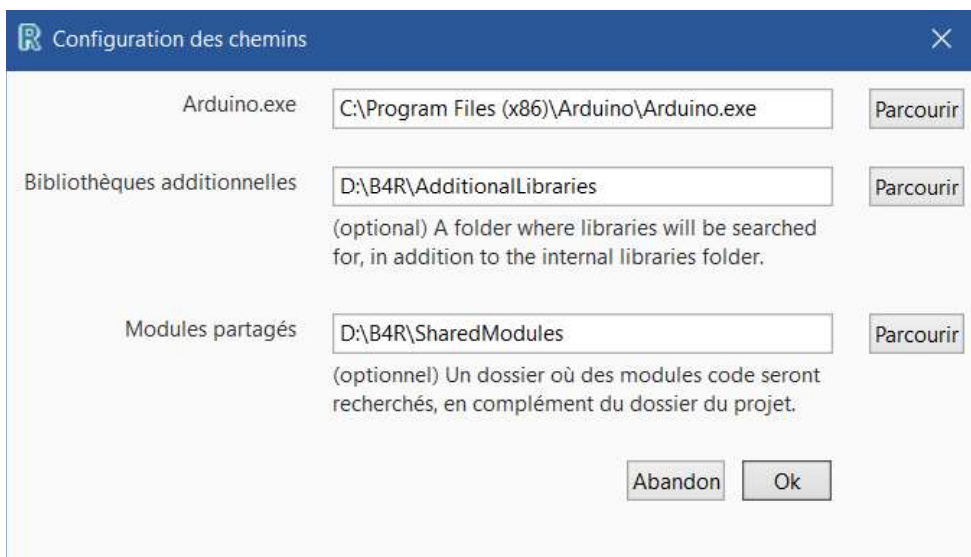 Configuration des chemins
Arduino.exe C:\Program Files (x86)\Arduino\Arduino.exe Parcourir
Bibliothèques additionnelles D:\B4R\AdditionalLibraries Parcourir
(optional) A folder where libraries will be searched
for, in addition to the internal libraries folder.
Modules partagés D:\B4R\SharedModules Parcourir
(optionnel) Un dossier où des modules code seront
recherchés, en complément du dossier du projet.
Abandon Ok